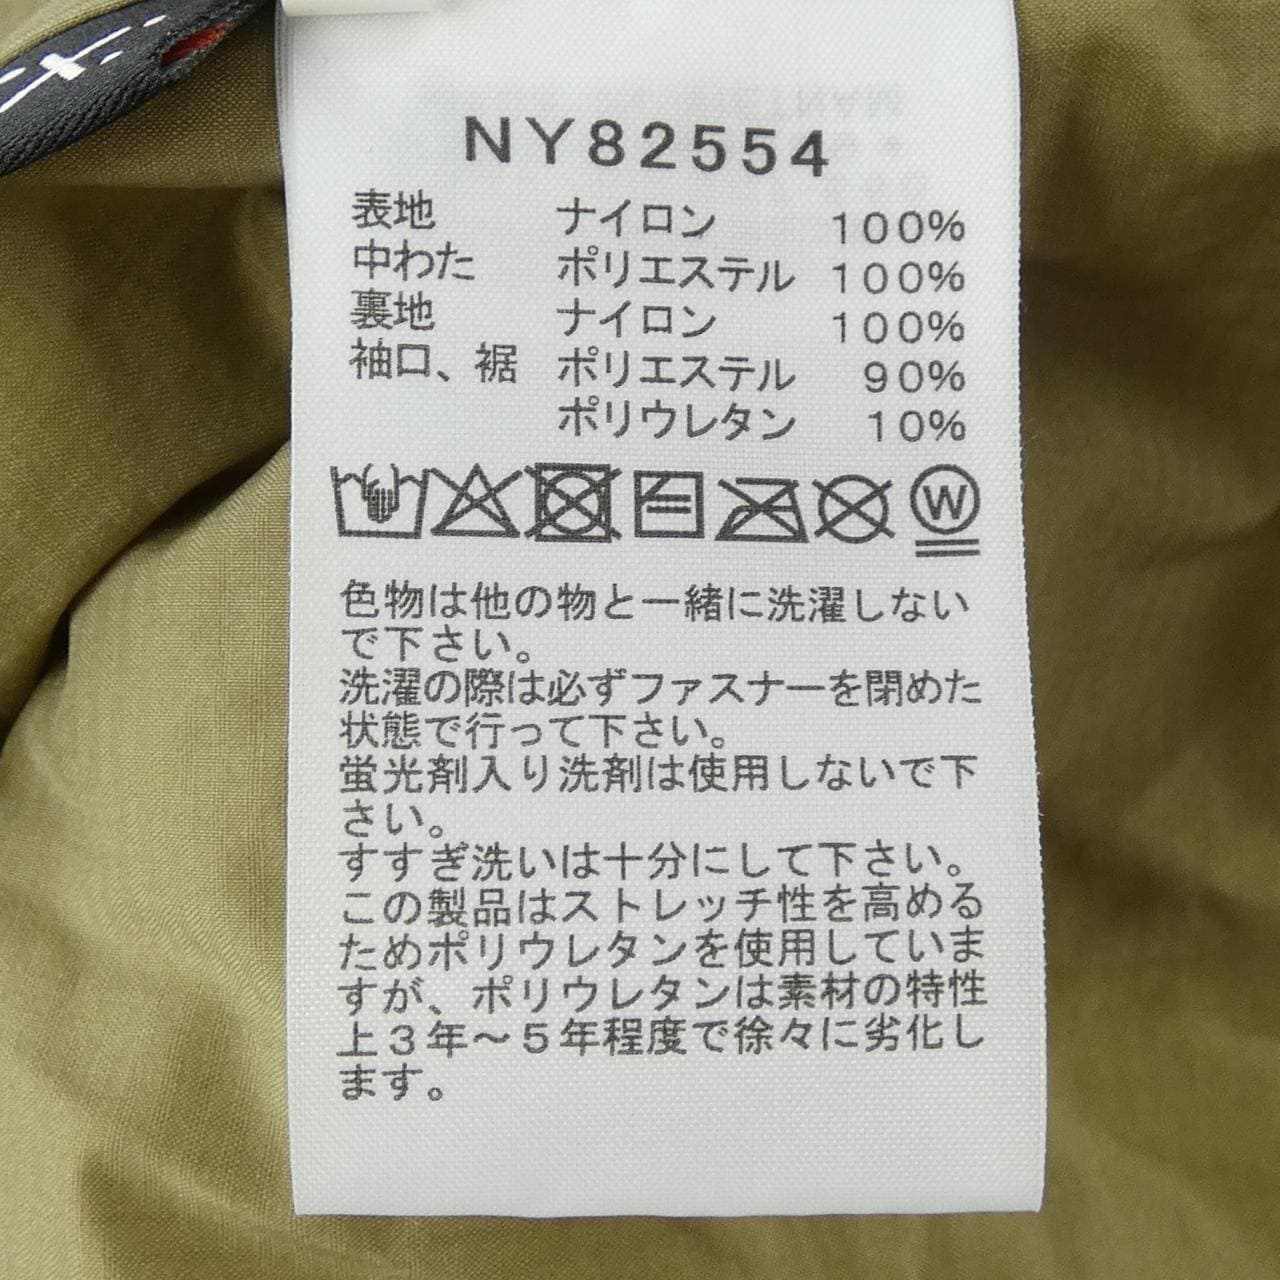 NY82554
表地 ナイロン 100%
中わた ポリエステル 100%
裏地 ナイロン 100%
袖口、裾 ポリエステル 90%
ポリウレタン 10%
W
色物は他の物と一緒に洗濯しない
で下さい。
洗濯の際は必ずファスナーを閉めた
状態で行って下さい。
蛍光剤入り洗剤は使用しないで下
さい。
すすぎ洗いは十分にして下さい。
この製品はストレッチ性を高める
ためポリウレタンを使用していま
すが、ポリウレタンは素材の特性
上3年～5年程度で徐々に劣化し
ます。